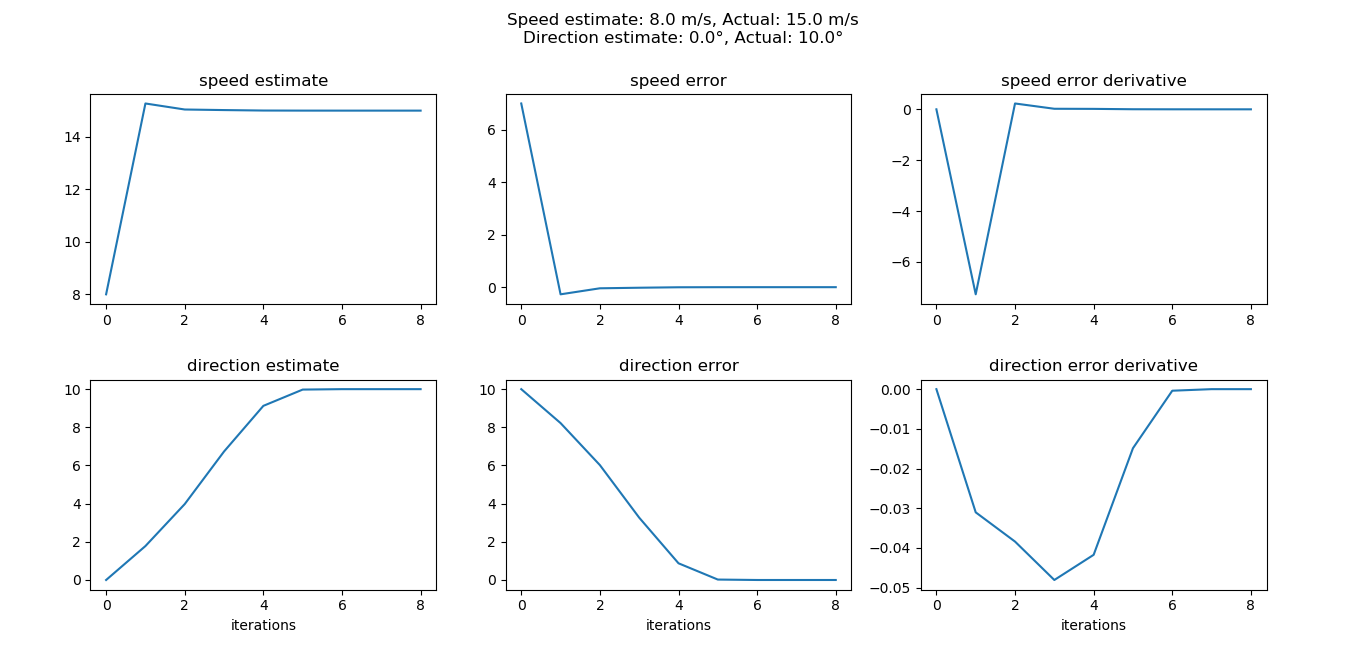 Speed estimate: 8.0 m/s, Actual: 15.0 m/s
Direction estimate: 0.0°, Actual: 10.0°
speed estimate
14
12
10
8
0 2 4 6 8
speed error
6
4
2
0
0 2 4 6 8
speed error derivative
0
−2
−4
−6
0 2 4 6 8
direction estimate
10
8
6
4
2
0
0 2 4 6 8
iterations
direction error
10
8
6
4
2
0
0 2 4 6 8
iterations
direction error derivative
0.00
−0.01
−0.02
−0.03
−0.04
−0.05
0 2 4 6 8
iterations